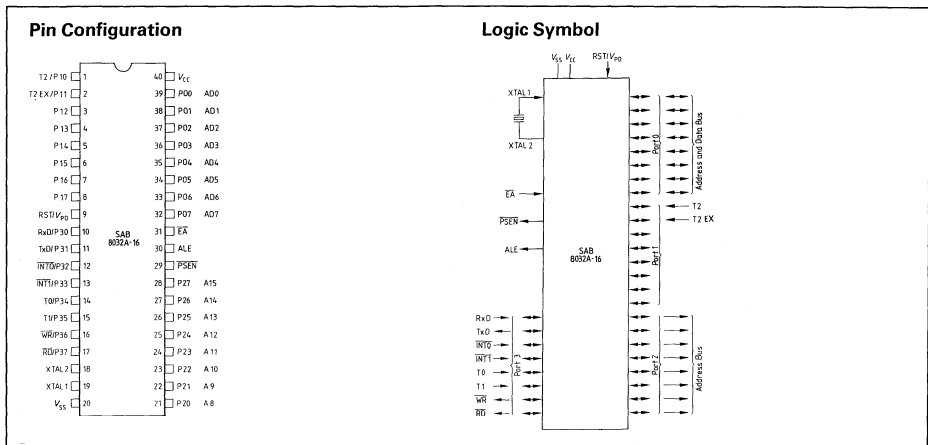 Pin Configuration
T2/P10 1 40 VCC
T2 EX/P11 2 39 P00 AD0
P12 3 38 P01 AD1
P13 4 37 P02 AD2
P14 5 36 P03 AD3
P15 6 35 P04 AD4
P16 7 34 P05 AD5
P17 8 33 P06 AD6
RST/VPD 9 32 P07 AD7
RxD/P30 10 31 EA
TxD/P31 11 30 ALE
INT0/P32 12 29 PSEN
INT1/P33 13 28 P27 A15
T0/P34 14 27 P26 A14
T1/P35 15 26 P25 A13
WR/P36 16 25 P24 A12
RD/P37 17 24 P23 A11
XTAL2 18 23 P22 A10
XTAL1 19 22 P21 A9
VSS 20 21 P20 A8
SAB
8032A-16
Logic Symbol
VSS VCC RST/VPD
XTAL1
XTAL2
EA
PSEN
ALE
SAB
8032A-16
Port 0
Address and Data Bus
T2
T2 EX
Port 1
RxD
TxD
INT0
INT1
T0
T1
WR
RD
Port 3
Port 2
Address Bus